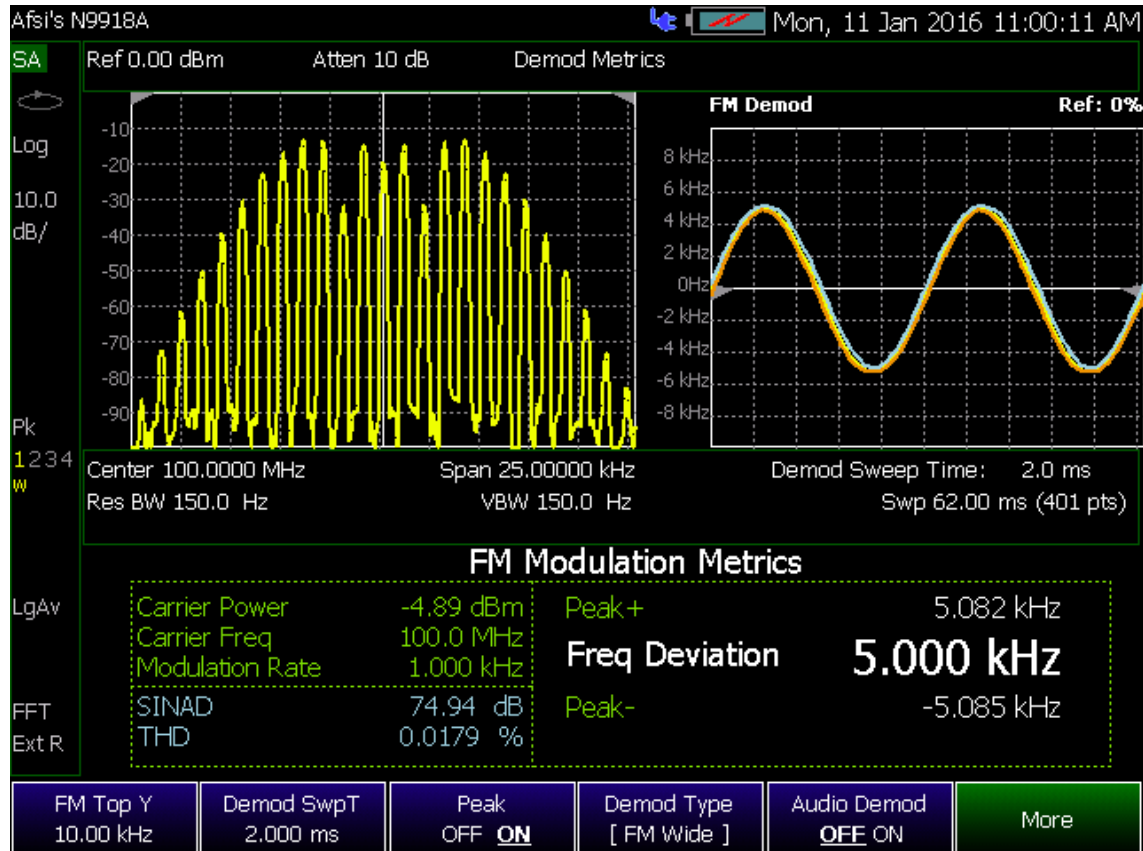 Afsi's N9918A
Mon, 11 Jan 2016 11:00:11 AM
SA
Ref 0.00 dBm Atten 10 dB Demod Metrics
Log
10.0
dB/
Pk
1234
W
LgAv
FFT
Ext R
-10
-20
-30
-40
-50
-60
-70
-80
-90
FM Demod Ref: 0%
8 kHz
6 kHz
4 kHz
2 kHz
0Hz
-2 kHz
-4 kHz
-6 kHz
-8 kHz
Center 100.0000 MHz Span 25.00000 kHz Demod Sweep Time: 2.0 ms
Res BW 150.0 Hz VBW 150.0 Hz Swp 62.00 ms (401 pts)
FM Modulation Metrics
Carrier Power -4.89 dBm
Carrier Freq 100.0 MHz
Modulation Rate 1.000 kHz
SINAD 74.94 dB
THD 0.0179 %
Peak+ 5.082 kHz
Freq Deviation 5.000 kHz
Peak- -5.085 kHz
FM Top Y
10.00 kHz
Demod SwpT
2.000 ms
Peak
OFF ON
Demod Type
[ FM Wide ]
Audio Demod
OFF ON
More